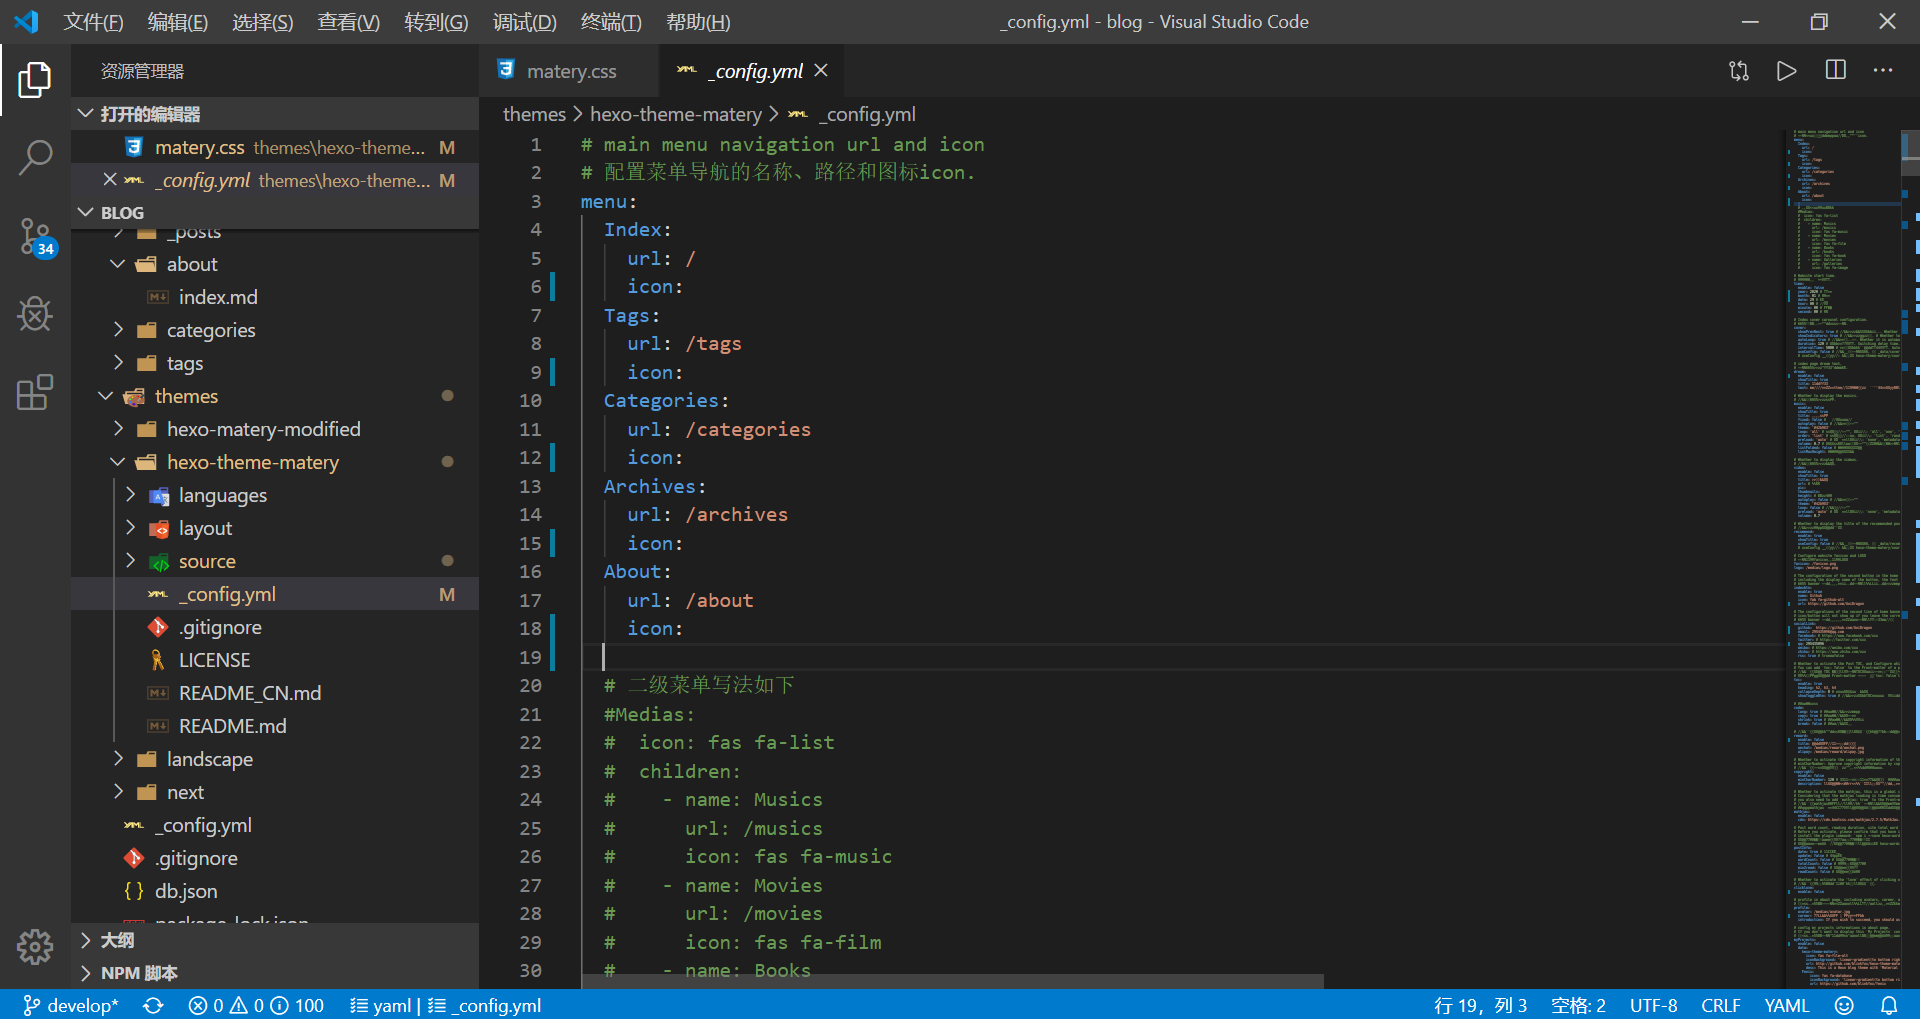 文件(F) 编辑(E) 选择(S) 查看(V) 转到(G) 调试(D) 终端(T) 帮助(H) _config.yml - blog - Visual Studio Code
资源管理器
打开的编辑器
matery.css themes\hexo-theme... M
_config.yml themes\hexo-theme... M
BLOG
_posts
about
index.md
categories
tags
themes
hexo-matery-modified
hexo-theme-matery
languages
layout
source
_config.yml M
.gitignore
LICENSE
README_CN.md
README.md
landscape
next
_config.yml
.gitignore
db.json
package-lock.json
大纲
NPM 脚本
34
matery.css _config.yml
themes > hexo-theme-matery > _config.yml
1 # main menu navigation url and icon
2 # 配置菜单导航的名称、路径和图标icon.
3 menu:
4 Index:
5 url: /
6 icon:
7 Tags:
8 url: /tags
9 icon:
10 Categories:
11 url: /categories
12 icon:
13 Archives:
14 url: /archives
15 icon:
16 About:
17 url: /about
18 icon:
19
20 # 二级菜单写法如下
21 #Medias:
22 # icon: fas fa-list
23 # children:
24 # - name: Musics
25 # url: /musics
26 # icon: fas fa-music
27 # - name: Movies
28 # url: /movies
29 # icon: fas fa-film
30 # - name: Books
develop* 0 0 100 yaml | _config.yml 行 19，列 3 空格: 2 UTF-8 CRLF YAML